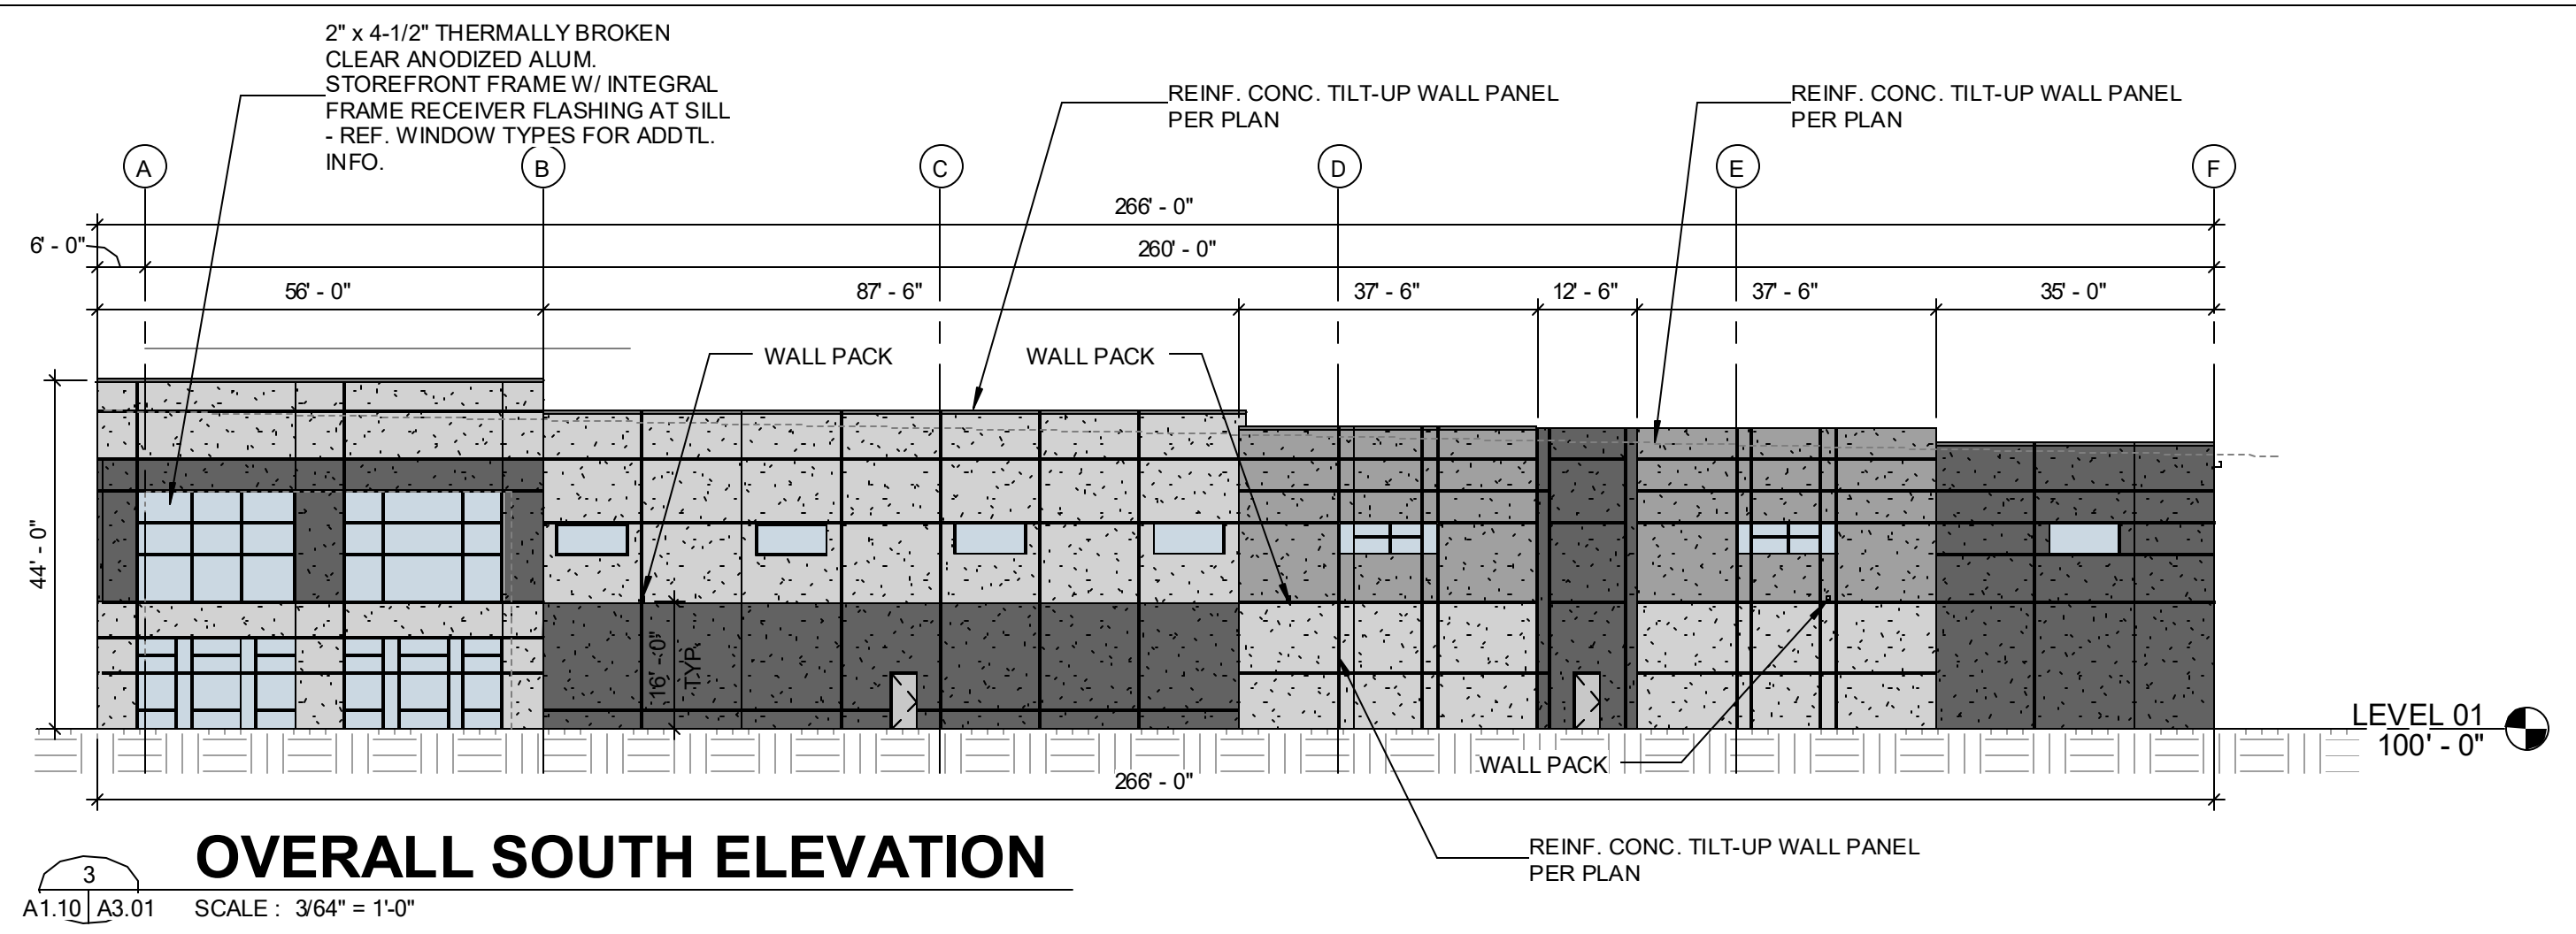 2" x 4-1/2" THERMALLY BROKEN
CLEAR ANODIZED ALUM.
STOREFRONT FRAME W/ INTEGRAL
FRAME RECEIVER FLASHING AT SILL
- REF. WINDOW TYPES FOR ADDTL.
INFO.
REINF. CONC. TILT-UP WALL PANEL
PER PLAN
REINF. CONC. TILT-UP WALL PANEL
PER PLAN
A
B
C
D
E
F
266' - 0"
6' - 0"
260' - 0"
56' - 0"
87' - 6"
37' - 6"
12' - 6"
37' - 6"
35' - 0"
WALL PACK
WALL PACK
44' - 0"
16' - 0"
TYP.
LEVEL 01
100' - 0"
WALL PACK
266' - 0"
REINF. CONC. TILT-UP WALL PANEL
PER PLAN
OVERALL SOUTH ELEVATION
3
A1.10 A3.01
SCALE : 3/64" = 1'-0"